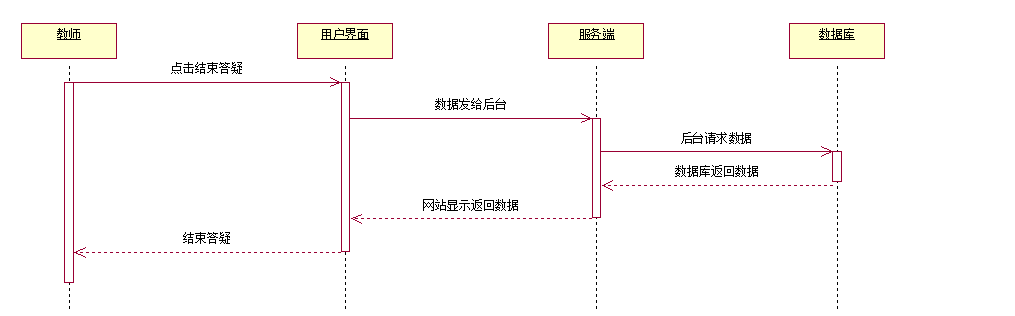 教师
用户界面
服务端
数据库
点击结束答疑
数据发给后台
后台请求数据
数据库返回数据
网站显示返回数据
结束答疑